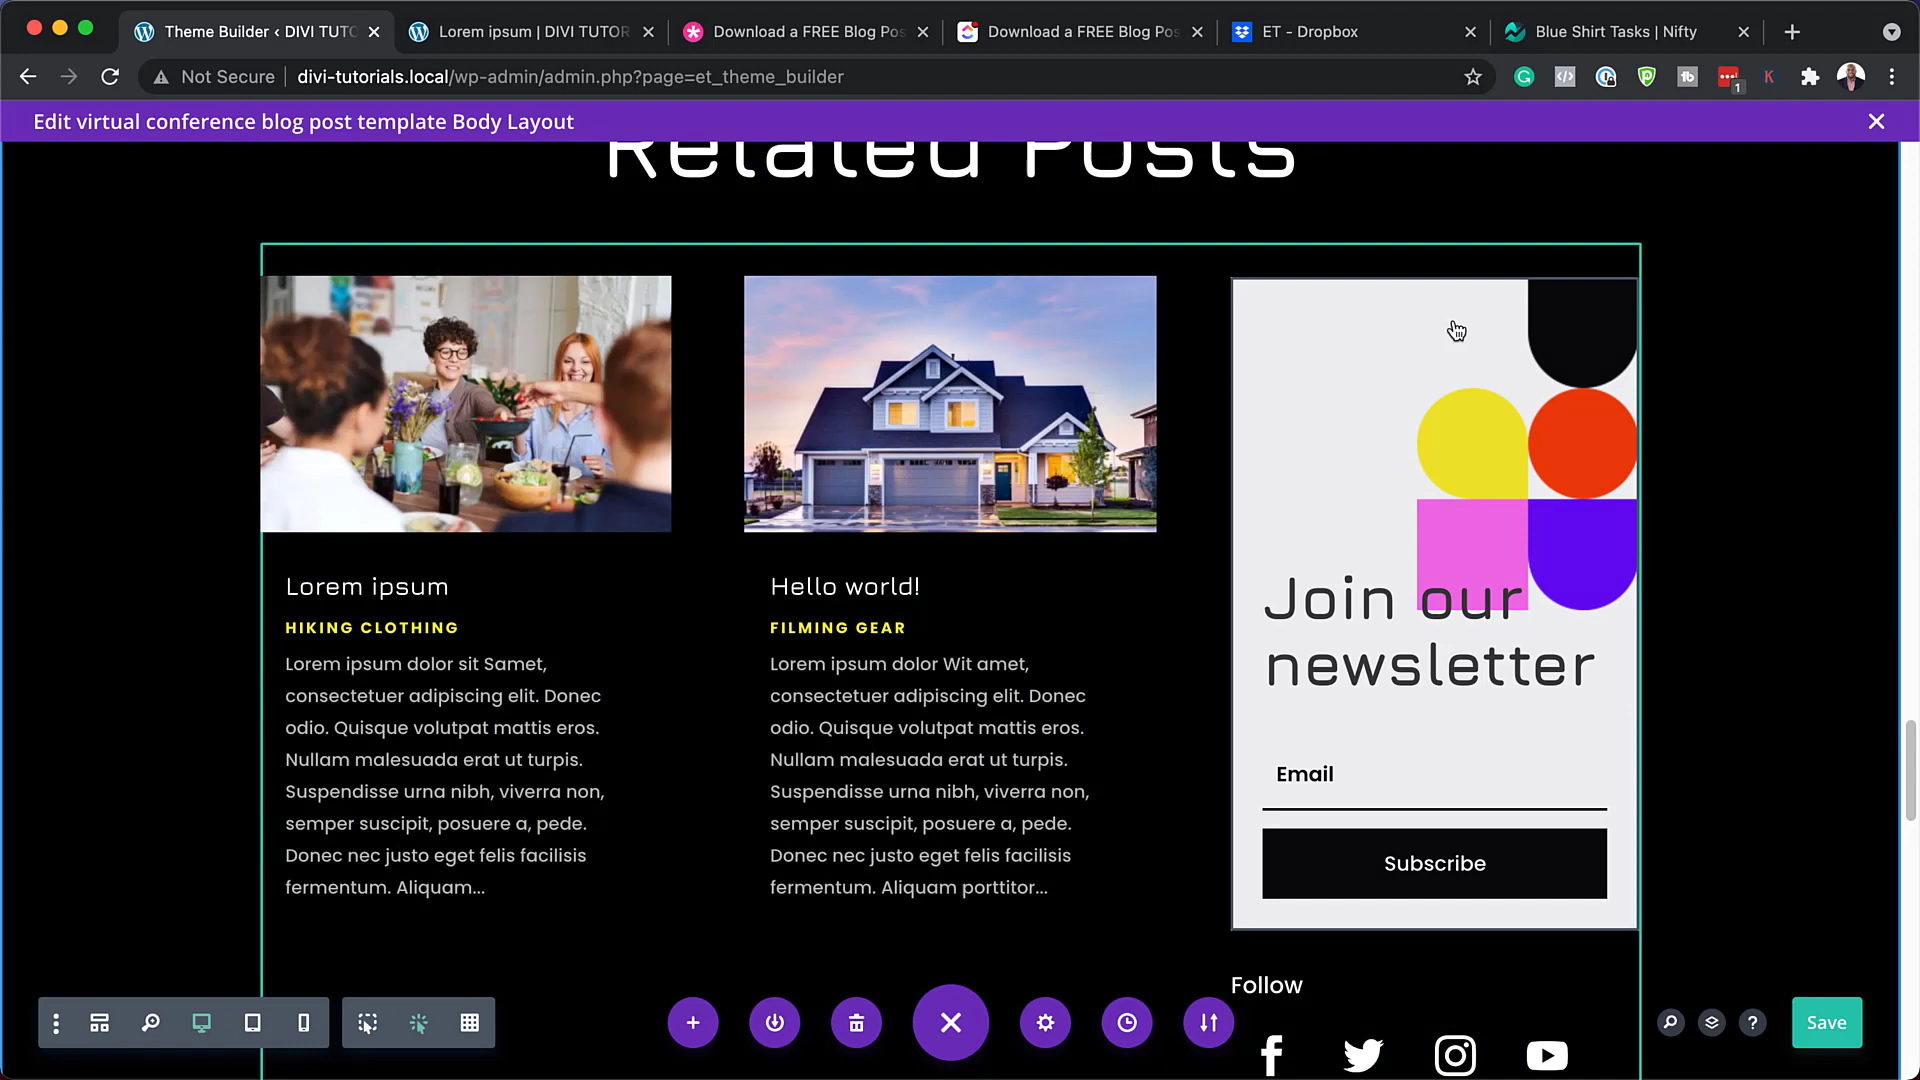 Theme Builder ‹ DIVI TUTO
Lorem ipsum | DIVI TUTOR
Download a FREE Blog Pos
Download a FREE Blog Pos
ET - Dropbox
Blue Shirt Tasks | Nifty
Not Secure
divi-tutorials.local/wp-admin/admin.php?page=et_theme_builder
1
Edit virtual conference blog post template Body Layout
Related Posts
Lorem ipsum
HIKING CLOTHING
Lorem ipsum dolor sit Samet,
consectetuer adipiscing elit. Donec
odio. Quisque volutpat mattis eros.
Nullam malesuada erat ut turpis.
Suspendisse urna nibh, viverra non,
semper suscipit, posuere a, pede.
Donec nec justo eget felis facilisis
fermentum. Aliquam...
Hello world!
FILMING GEAR
Lorem ipsum dolor Wit amet,
consectetuer adipiscing elit. Donec
odio. Quisque volutpat mattis eros.
Nullam malesuada erat ut turpis.
Suspendisse urna nibh, viverra non,
semper suscipit, posuere a, pede.
Donec nec justo eget felis facilisis
fermentum. Aliquam porttitor...
Join our
newsletter
Email
Subscribe
Follow
Save